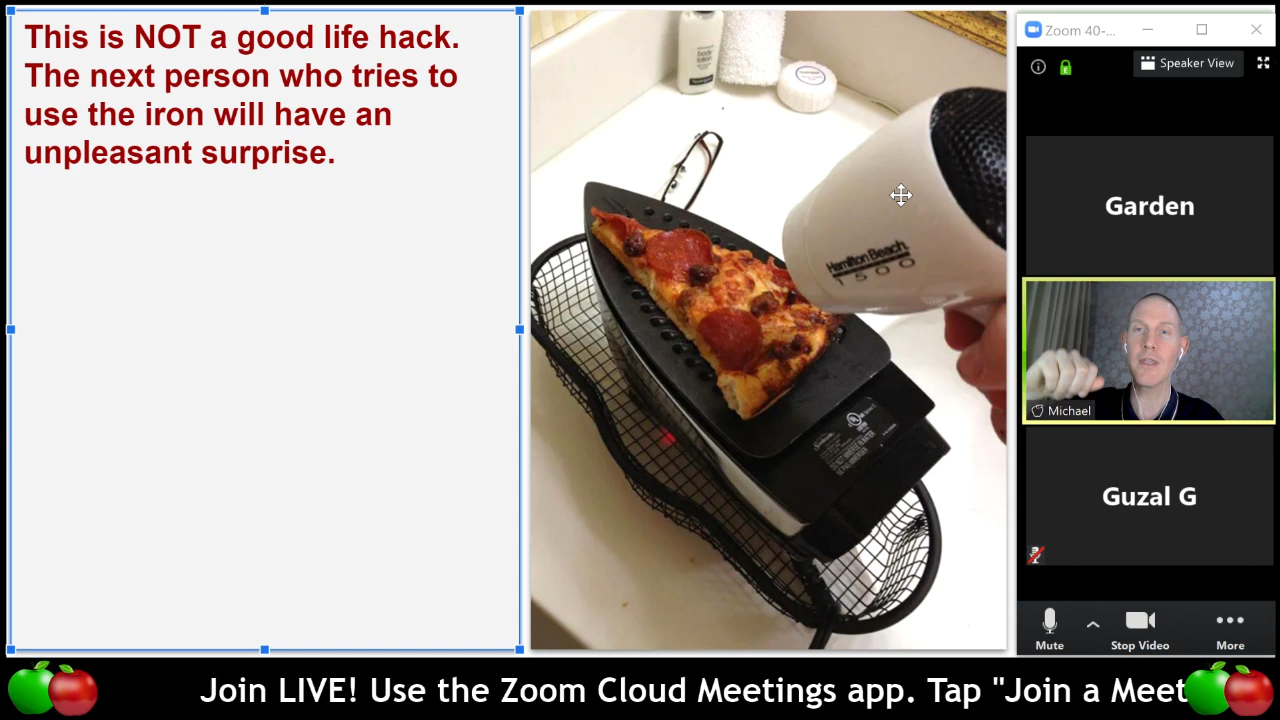 This is NOT a good life hack.
The next person who tries to
use the iron will have an
unpleasant surprise.
body
lotion
Hamilton Beach
1500
Zoom 40-...
Speaker View
Garden
Michael
Guzal G
Mute
Stop Video
More
Join LIVE! Use the Zoom Cloud Meetings app. Tap "Join a Meet